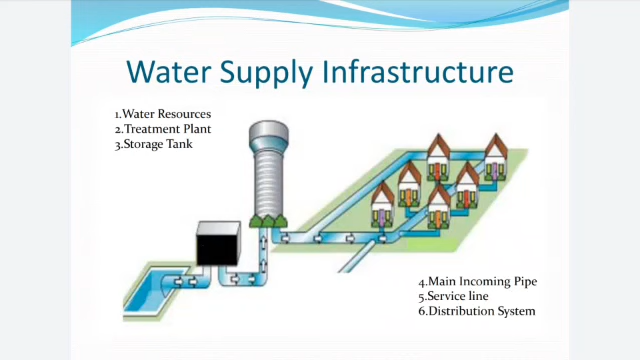 Water Supply Infrastructure
1.Water Resources
2.Treatment Plant
3.Storage Tank
4.Main Incoming Pipe
5.Service line
6.Distribution System